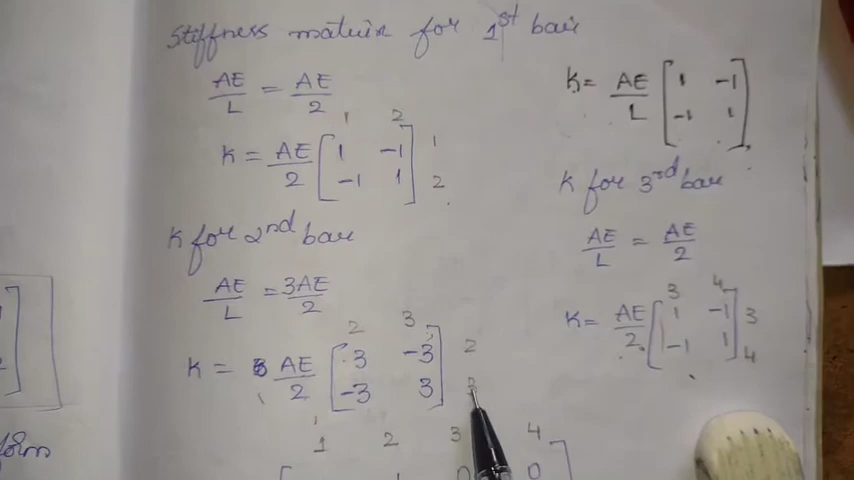 Stiffness matrix for 1st bar
AE/L = AE/2
1 2
K = AE/2 [ 1 -1 ] 1
[ -1 1 ] 2
K for 2nd bar
AE/L = 3AE/2
2 3
K = AE/2 [ 3 -3 ] 2
[ -3 3 ] 3
1 2 3 4
0 0
K = AE/L [ 1 -1 ]
[ -1 1 ]
K for 3rd bar
AE/L = AE/2
3 4
K = AE/2 [ 1 -1 ] 3
[ -1 1 ] 4